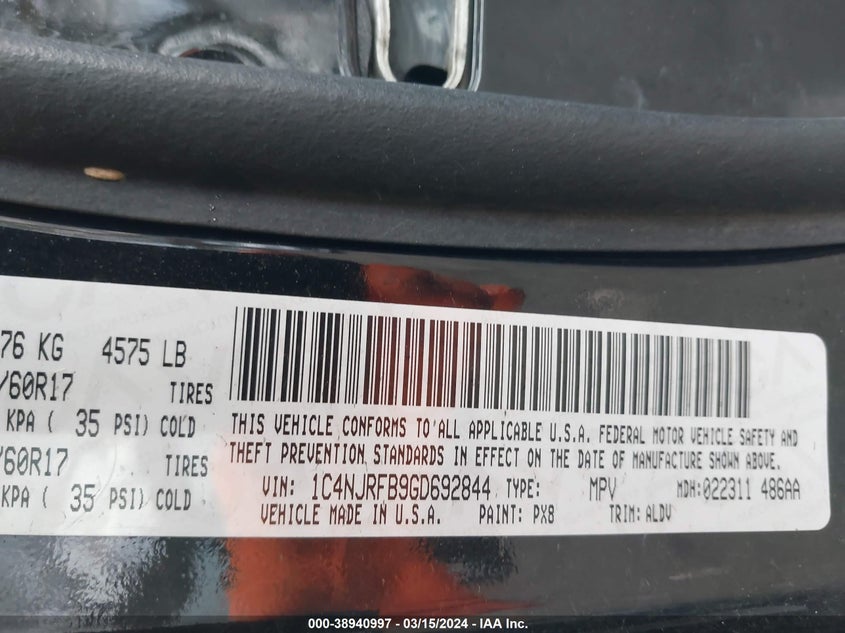 76 KG 4575 LB
/60R17 TIRES
KPA ( 35 PSI) COLD
/60R17 TIRES
KPA ( 35 PSI) COLD
THIS VEHICLE CONFORMS TO ALL APPLICABLE U.S.A. FEDERAL MOTOR VEHICLE SAFETY AND
THEFT PREVENTION STANDARDS IN EFFECT ON THE DATE OF MANUFACTURE SHOWN ABOVE.
VIN: 1C4NJRFB9GD692844 TYPE: MPV MDH: 022311 486AA
VEHICLE MADE IN U.S.A. PAINT: PX8 TRIM: ALDV
000-38940997 - 03/15/2024 - IAA Inc.